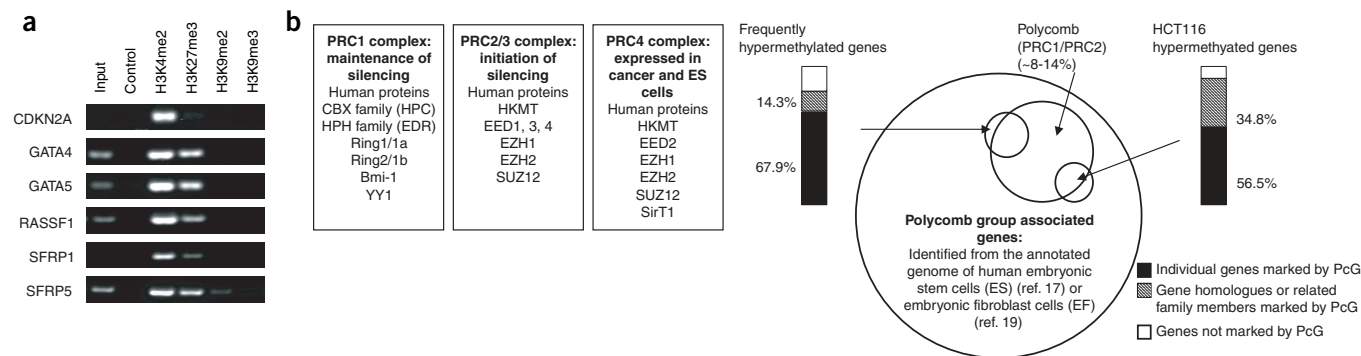 a
Input
Control
H3K4me2
H3K27me3
H3K9me2
H3K9me3
CDKN2A
GATA4
GATA5
RASSF1
SFRP1
SFRP5
b
PRC1 complex:
maintenance of
silencing
Human proteins
CBX family (HPC)
HPH family (EDR)
Ring1/1a
Ring2/1b
Bmi-1
YY1
PRC2/3 complex:
initiation of
silencing
Human proteins
HKMT
EED1, 3, 4
EZH1
EZH2
SUZ12
PRC4 complex:
expressed in
cancer and ES
cells
Human proteins
HKMT
EED2
EZH1
EZH2
SUZ12
SirT1
Frequently
hypermethylated genes
14.3%
67.9%
Polycomb
(PRC1/PRC2)
(~8-14%)
HCT116
hypermethyated genes
34.8%
56.5%
Polycomb group associated
genes:
Identified from the annotated
genome of human embryonic
stem cells (ES) (ref. 17) or
embryonic fibroblast cells (EF)
(ref. 19)
Individual genes marked by PcG
Gene homologues or related
family members marked by PcG
Genes not marked by PcG